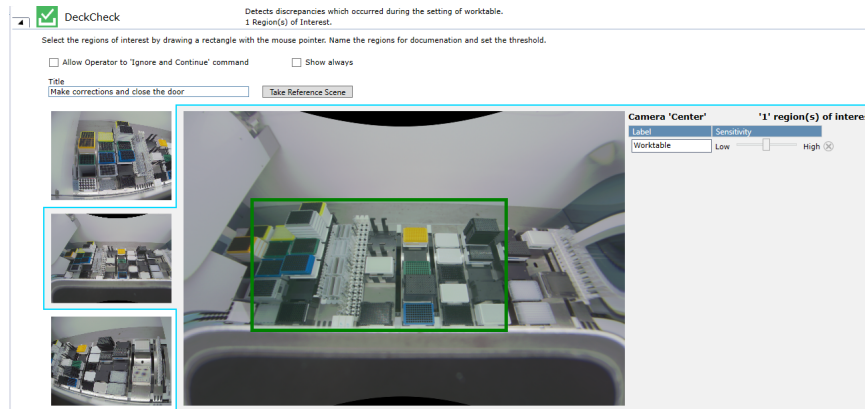 DeckCheck
Detects discrepancies which occurred during the setting of worktable.
1 Region(s) of Interest.
Select the regions of interest by drawing a rectangle with the mouse pointer. Name the regions for documenation and set the threshold.
Allow Operator to 'Ignore and Continue' command
Show always
Title
Make corrections and close the door
Take Reference Scene
Camera 'Center'
'1' region(s) of interes
Label
Sensitivity
Worktable
Low
High